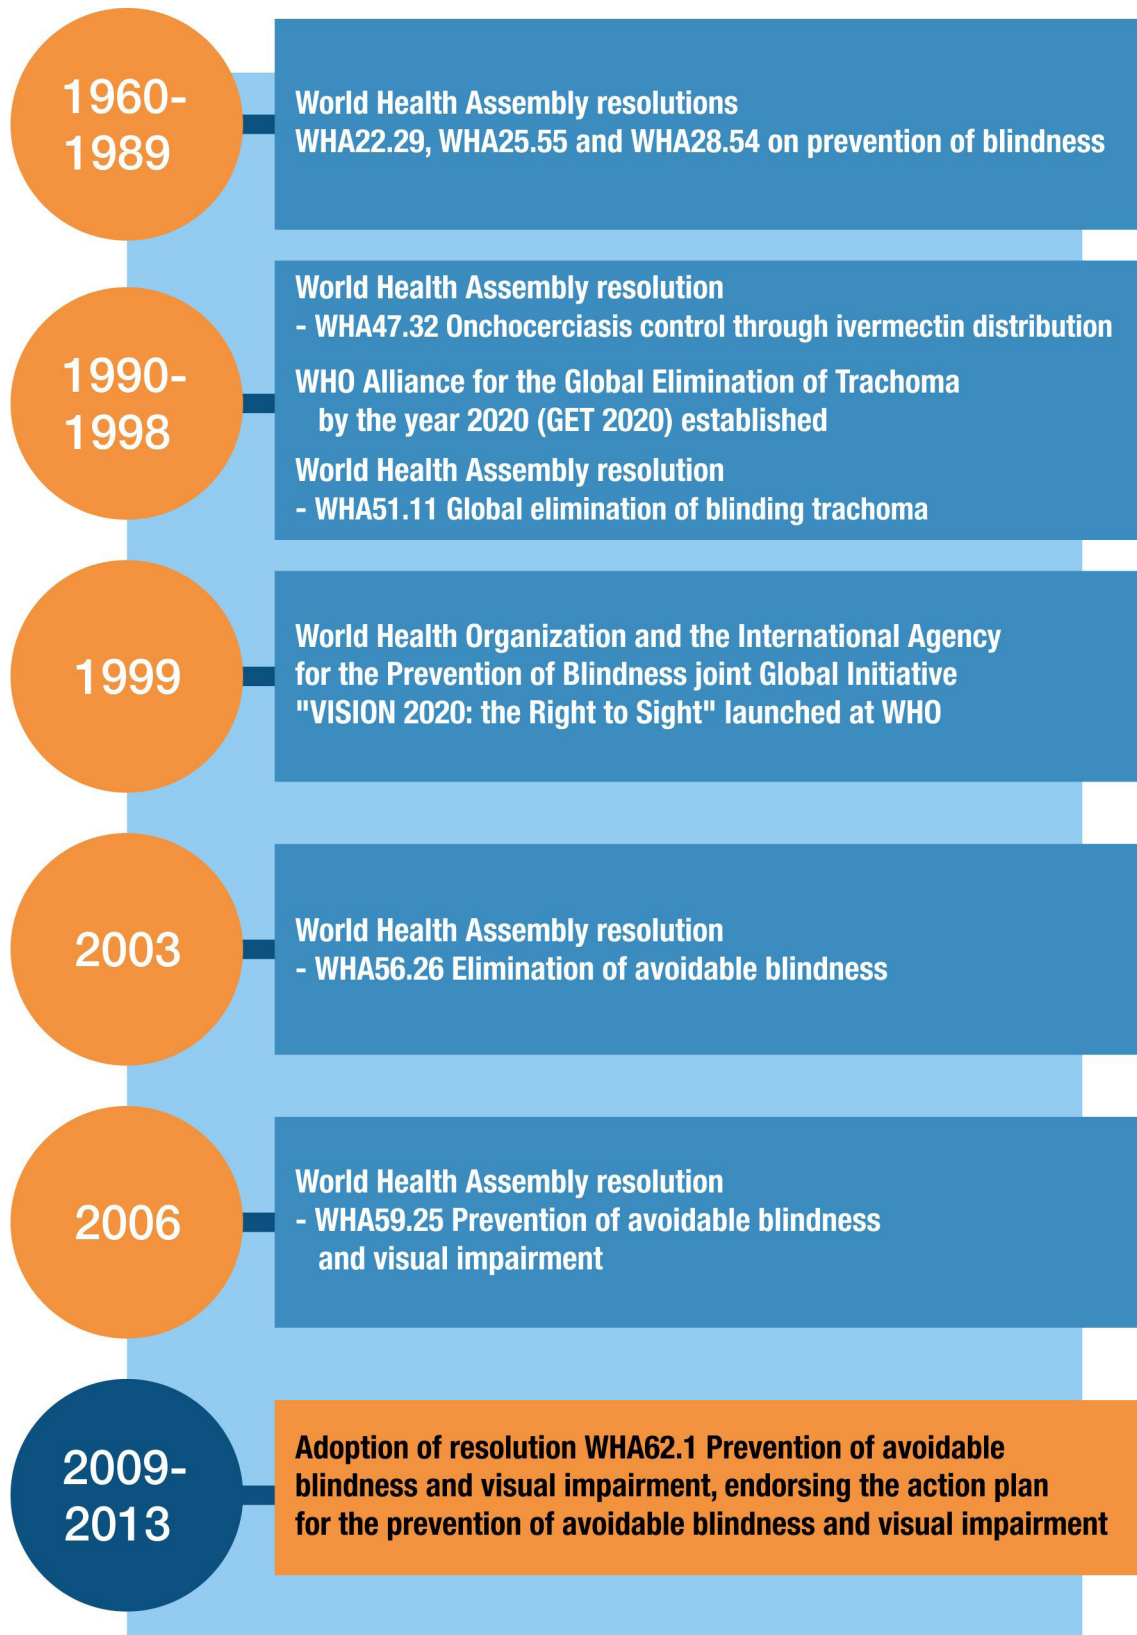 1960-
1989
World Health Assembly resolutions
WHA22.29, WHA25.55 and WHA28.54 on prevention of blindness
1990-
1998
World Health Assembly resolution
- WHA47.32 Onchocerciasis control through ivermectin distribution
WHO Alliance for the Global Elimination of Trachoma
by the year 2020 (GET 2020) established
World Health Assembly resolution
- WHA51.11 Global elimination of blinding trachoma
1999
World Health Organization and the International Agency
for the Prevention of Blindness joint Global Initiative
"VISION 2020: the Right to Sight" launched at WHO
2003
World Health Assembly resolution
- WHA56.26 Elimination of avoidable blindness
2006
World Health Assembly resolution
- WHA59.25 Prevention of avoidable blindness
and visual impairment
2009-
2013
Adoption of resolution WHA62.1 Prevention of avoidable
blindness and visual impairment, endorsing the action plan
for the prevention of avoidable blindness and visual impairment